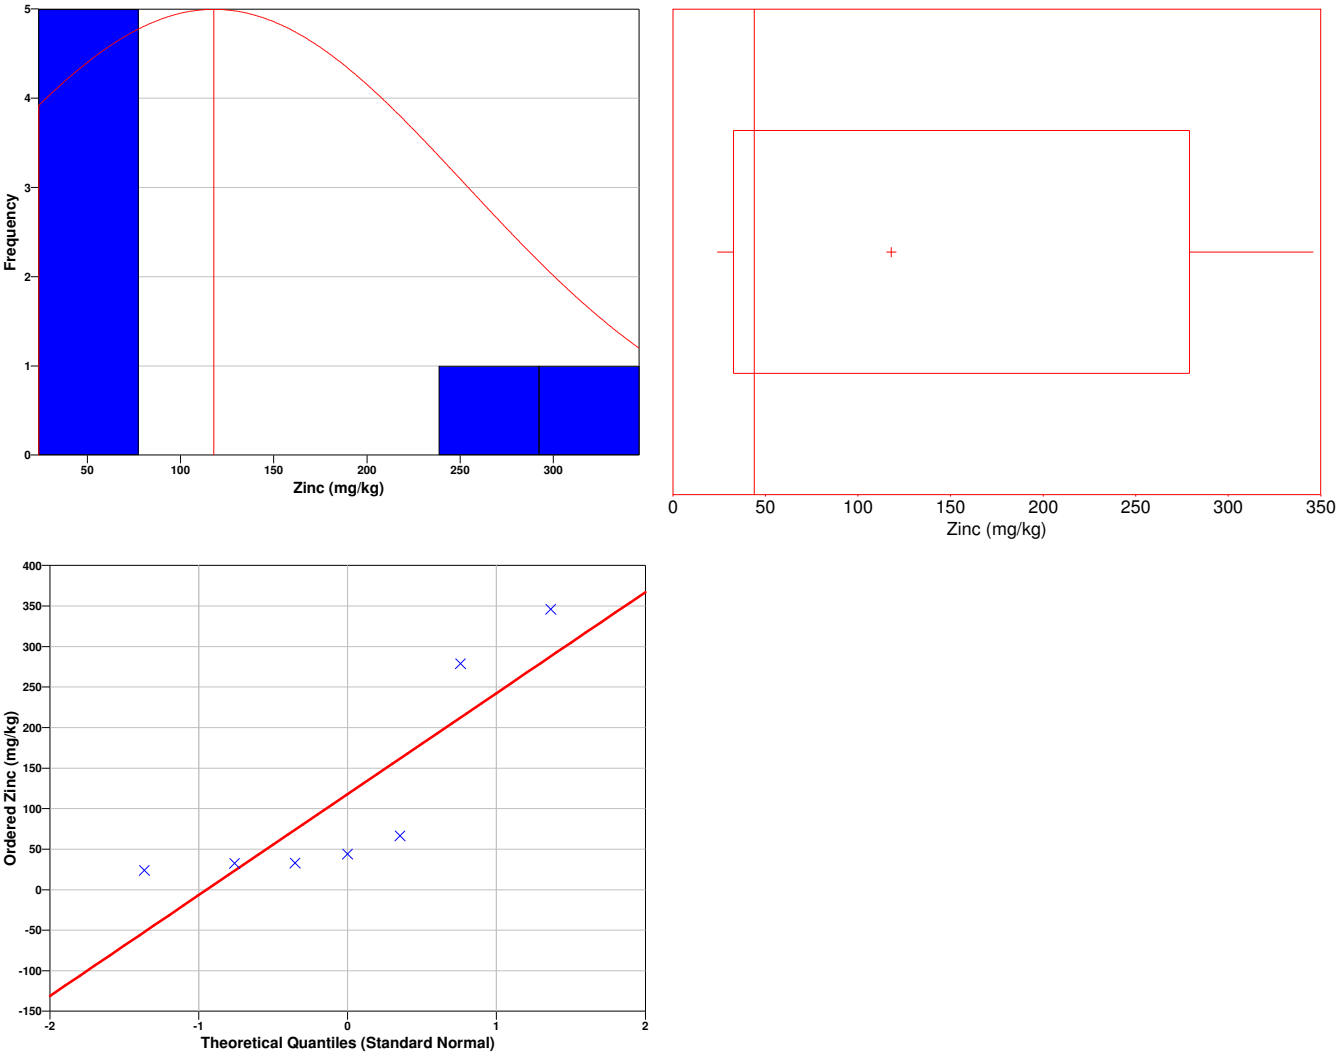 5
4
3
2
1
0
Frequency
50 100 150 200 250 300
Zinc (mg/kg)
0 50 100 150 200 250 300 350
Zinc (mg/kg)
400
350
300
250
200
150
100
50
0
-50
-100
-150
Ordered Zinc (mg/kg)
-2 -1 0 1 2
Theoretical Quantiles (Standard Normal)